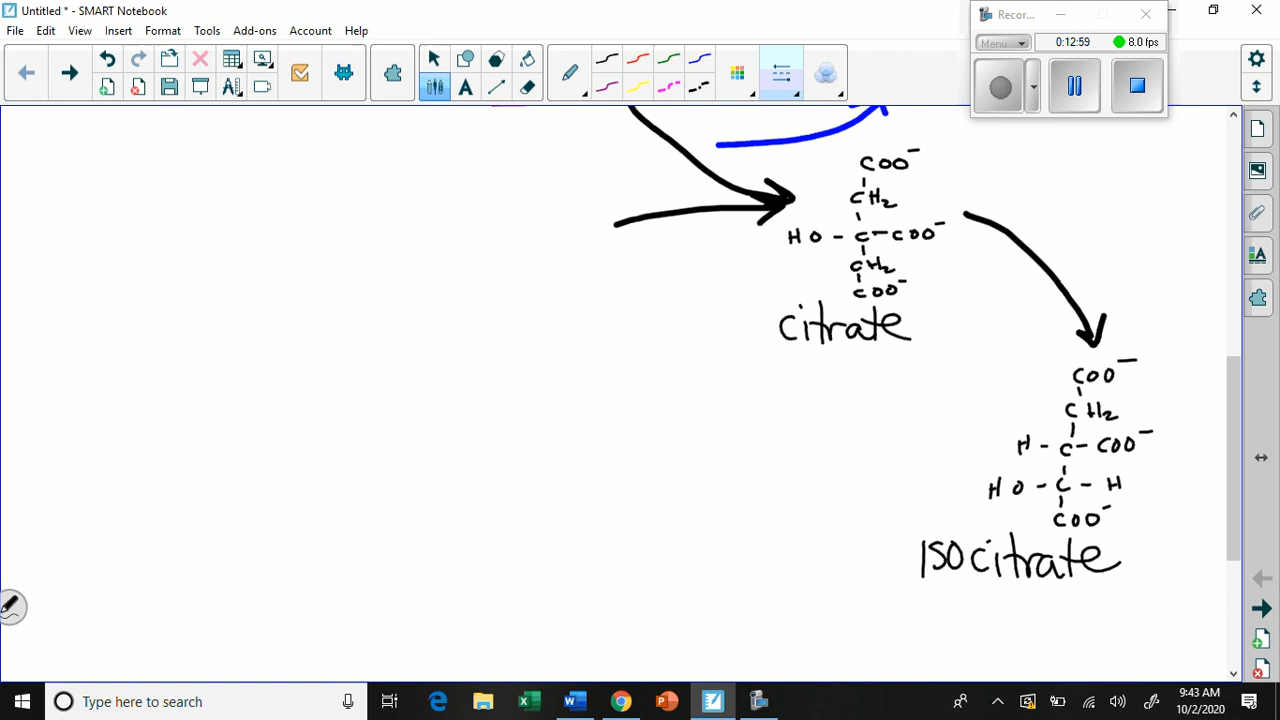 Untitled * - SMART Notebook
Recor...
File Edit View Insert Format Tools Add-ons Account Help
Menu
0:12:59
8.0 fps
COO⁻
CH₂
HO - C - COO⁻
CH₂
COO⁻
citrate
COO⁻
CH₂
H - C - COO⁻
HO - C - H
COO⁻
Isocitrate
Type here to search
9:43 AM
10/2/2020